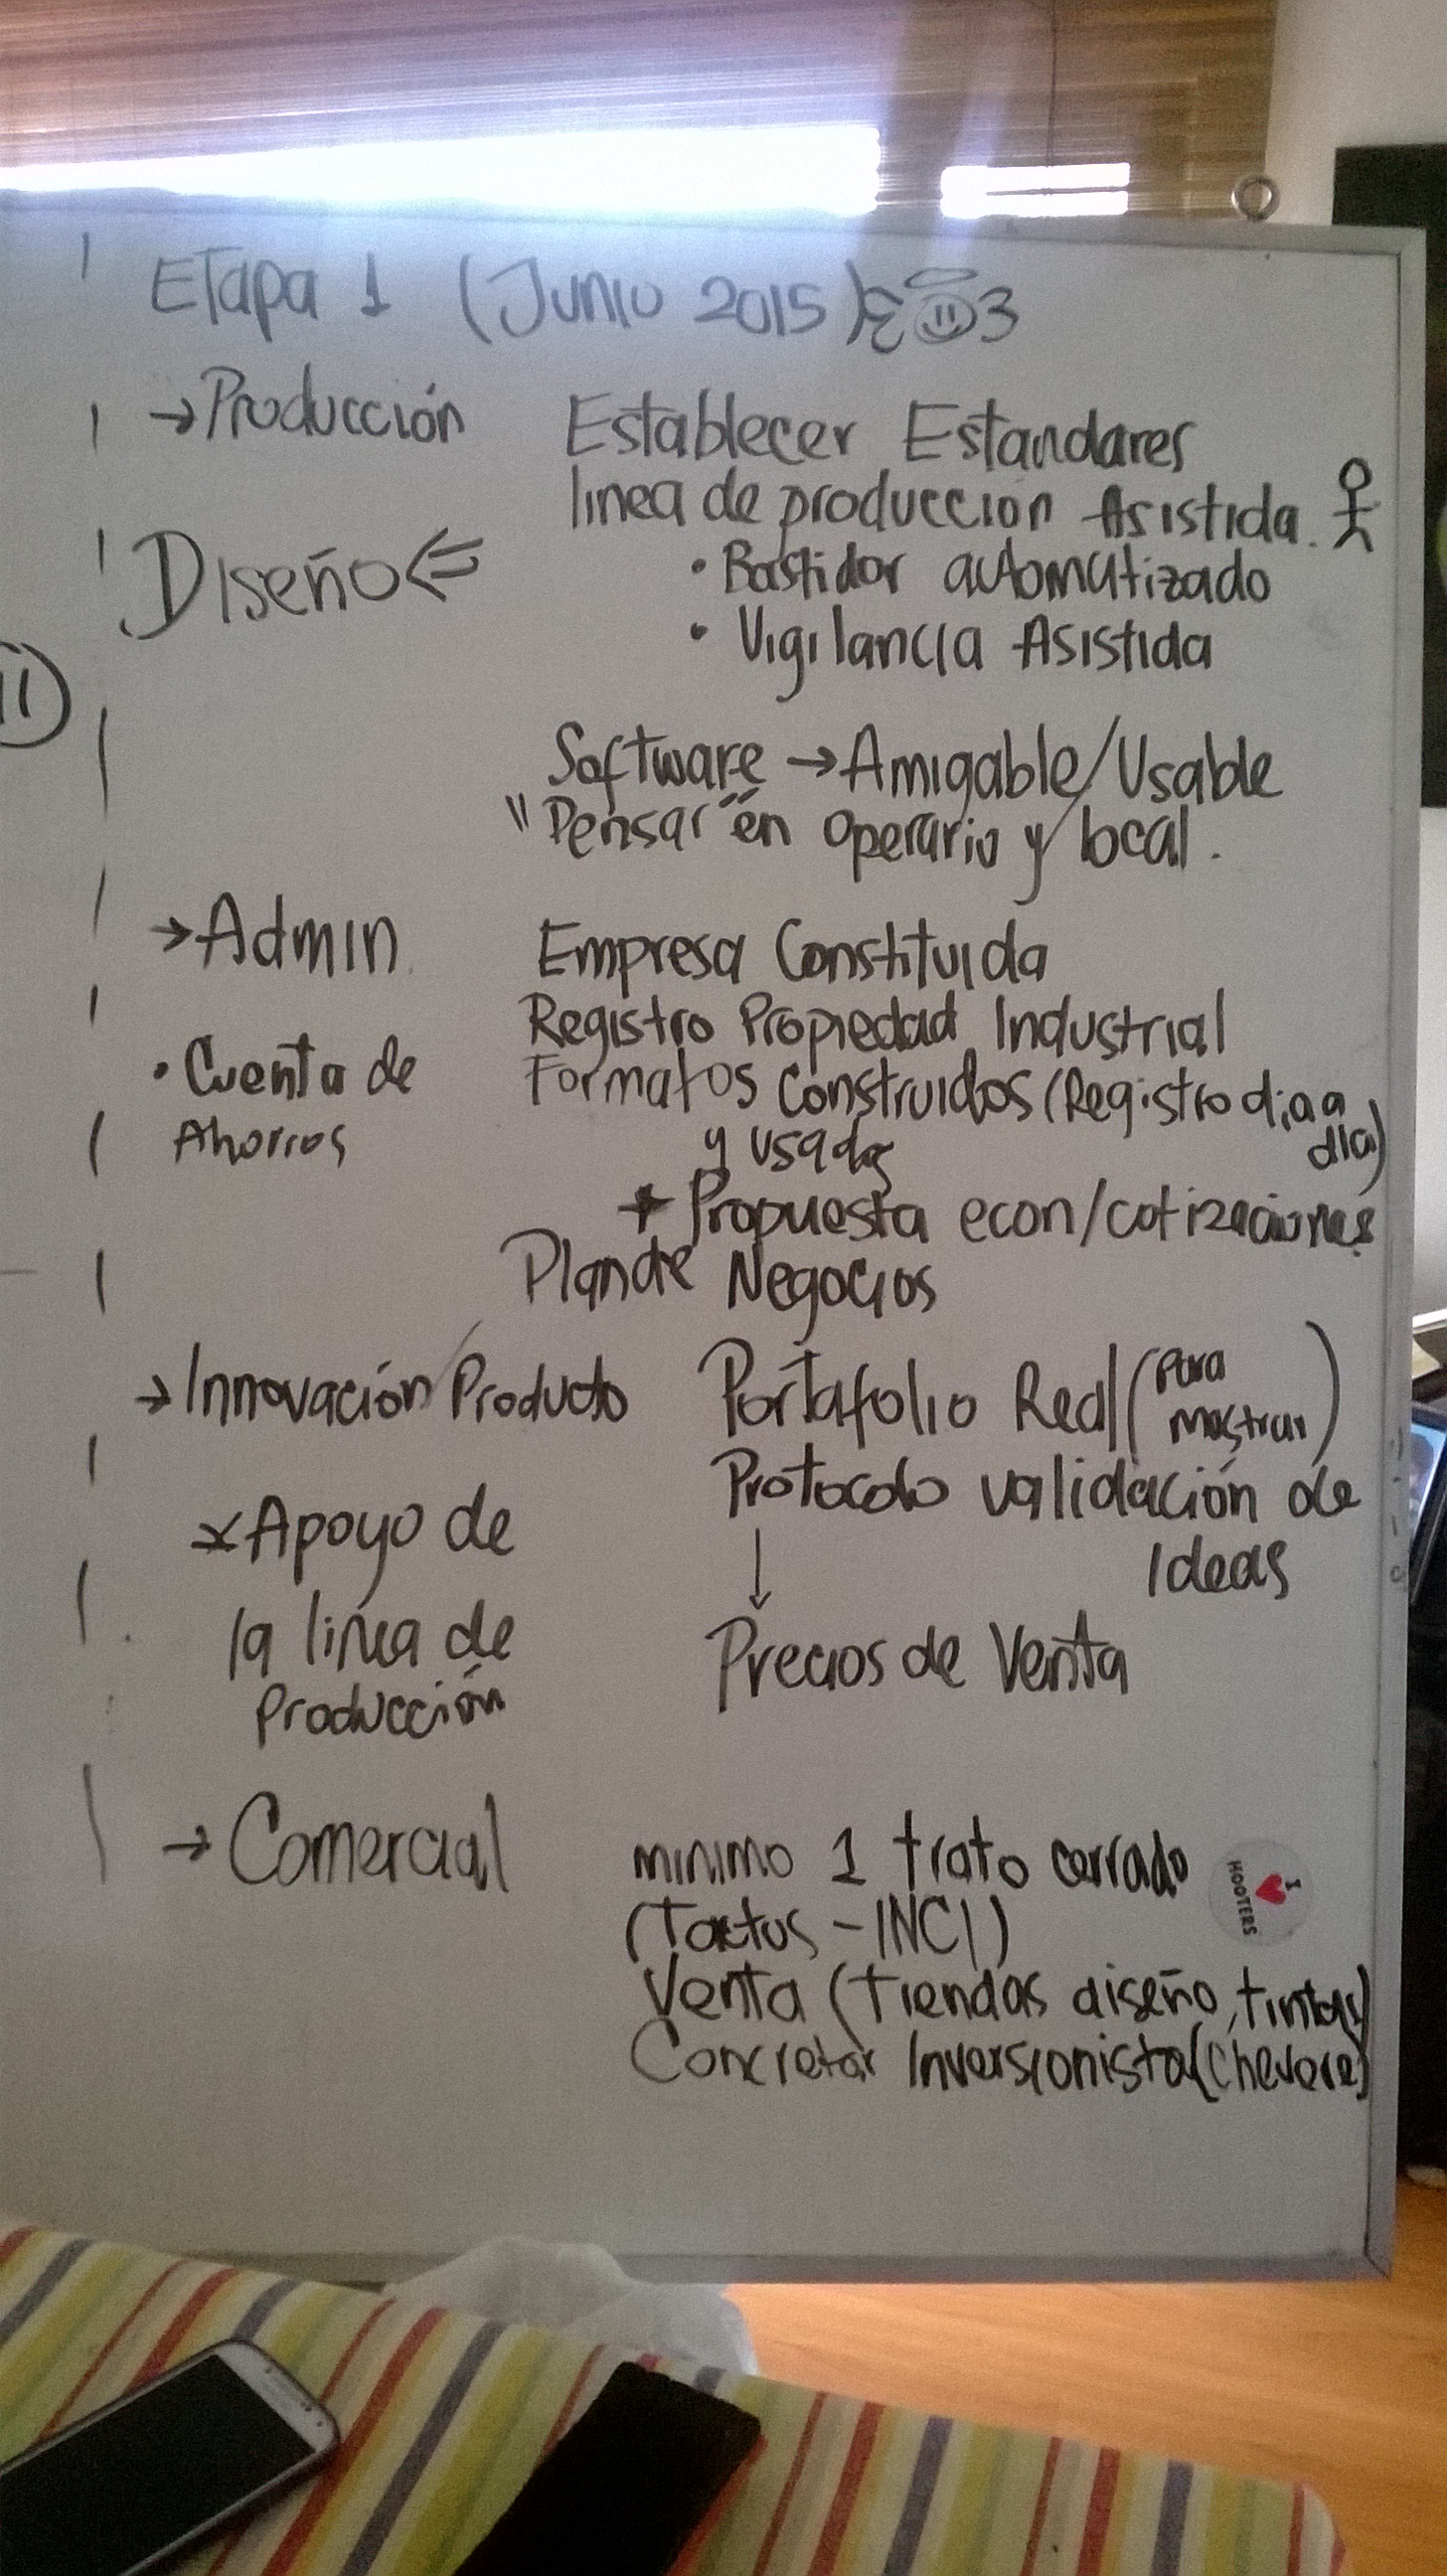 Etapa 1 (Junio 2015)
→Producción
Establecer Estandares
linea de produccion Asistida.
• Bastidor automatizado
• Vigilancia Asistida
Diseño⇐
Software → Amigable/Usable
"Pensar" en operario y local.
→Admin.
• Cuenta de
Ahorros
Empresa Constituida
Registro Propiedad Industrial
Formatos Construidos (Registro dia a
dia)
y usados
+ Propuesta econ/cotizaciones
Plan de Negocios
→Innovación/Producto
*Apoyo de
la linea de
Producción
Portafolio Real (para
mostrar)
Protocolo validación de
Ideas
↓
Precios de Venta
→ Comercial
minimo 1 trato cerrado
(Tactus - INCI)
Venta (Tiendas diseño, tintas)
Concretar Inversionista (chevere)
I ♥
HOOTERS